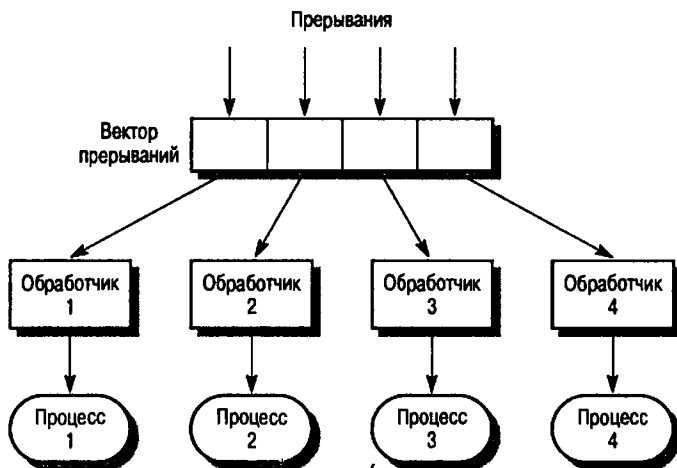 Прерывания
Вектор
прерываний
Обработчик
1
Обработчик
2
Обработчик
3
Обработчик
4
Процесс
1
Процесс
2
Процесс
3
Процесс
4